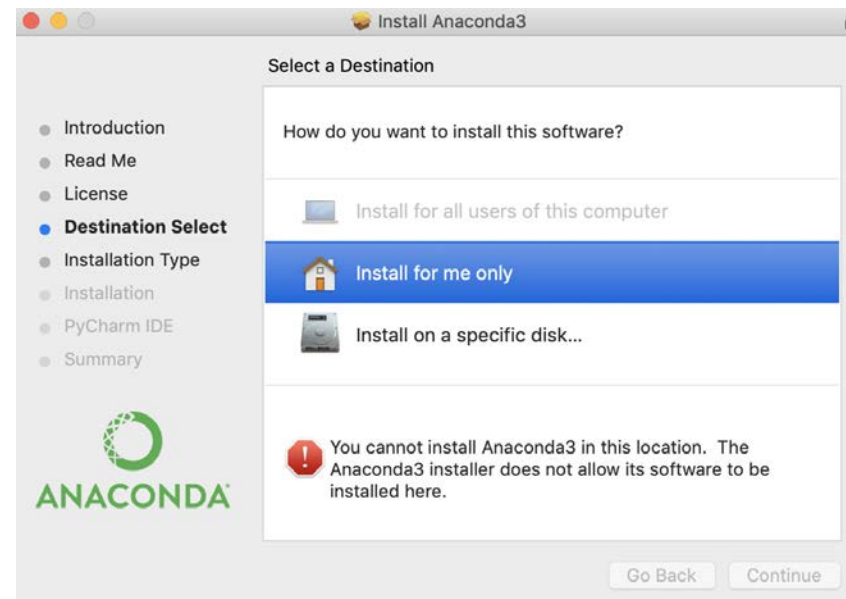 Install Anaconda3
Select a Destination
Introduction
Read Me
License
Destination Select
Installation Type
Installation
PyCharm IDE
Summary
ANACONDA
How do you want to install this software?
Install for all users of this computer
Install for me only
Install on a specific disk...
You cannot install Anaconda3 in this location. The
Anaconda3 installer does not allow its software to be
installed here.
Go Back
Continue